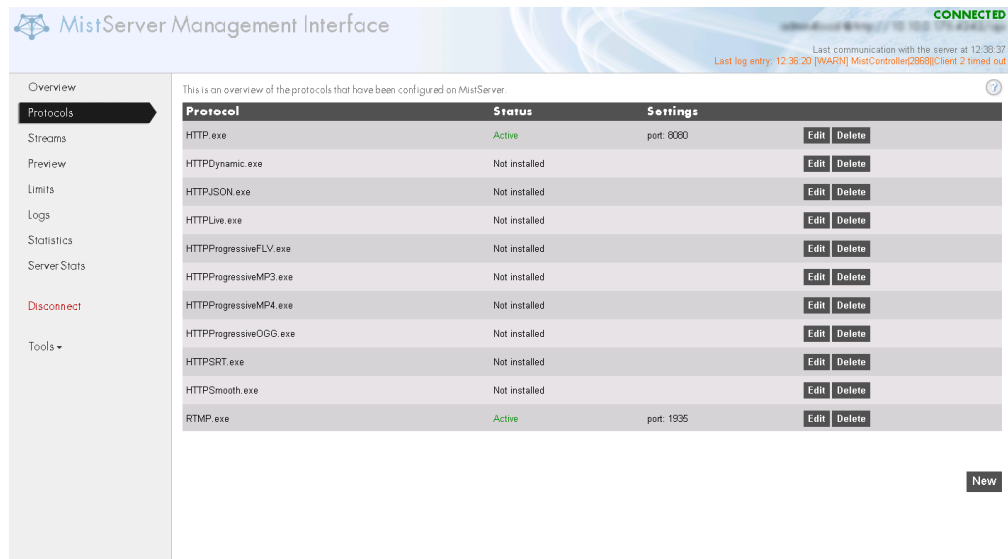 MistServer Management Interface
CONNECTED
Last communication with the server at 12:38:37
Last log entry: 12:36:20 [WARN] MistController|2868||Client 2 timed out
Overview
Protocols
Streams
Preview
Limits
Logs
Statistics
Server Stats
Disconnect
Tools
This is an overview of the protocols that have been configured on MistServer.
?
Protocol Status Settings
HTTP.exe Active port: 8080 Edit Delete
HTTPDynamic.exe Not installed Edit Delete
HTTPJSON.exe Not installed Edit Delete
HTTPLive.exe Not installed Edit Delete
HTTPProgressiveFLV.exe Not installed Edit Delete
HTTPProgressiveMP3.exe Not installed Edit Delete
HTTPProgressiveMP4.exe Not installed Edit Delete
HTTPProgressiveOGG.exe Not installed Edit Delete
HTTPSRT.exe Not installed Edit Delete
HTTPSmooth.exe Not installed Edit Delete
RTMP.exe Active port: 1935 Edit Delete
New